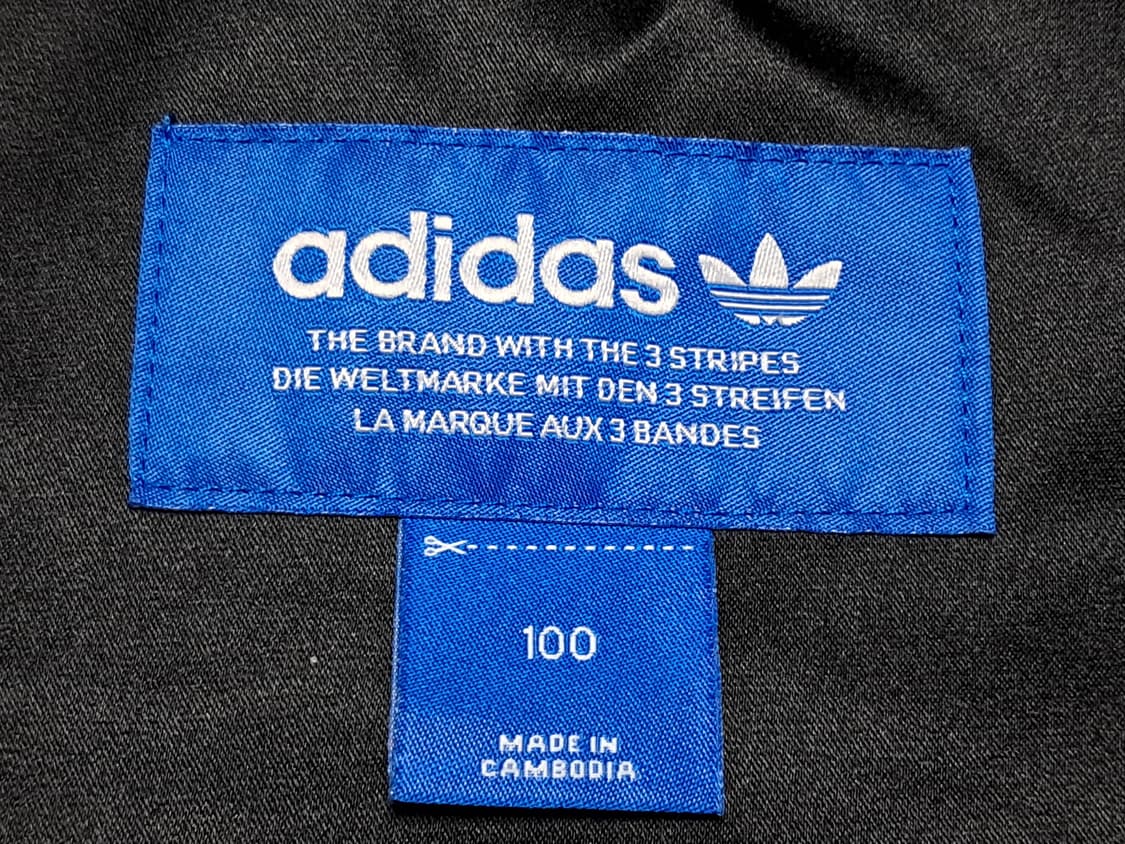 adidas
THE BRAND WITH THE 3 STRIPES
DIE WELTMARKE MIT DEN 3 STREIFEN
LA MARQUE AUX 3 BANDES
100
MADE IN
CAMBODIA